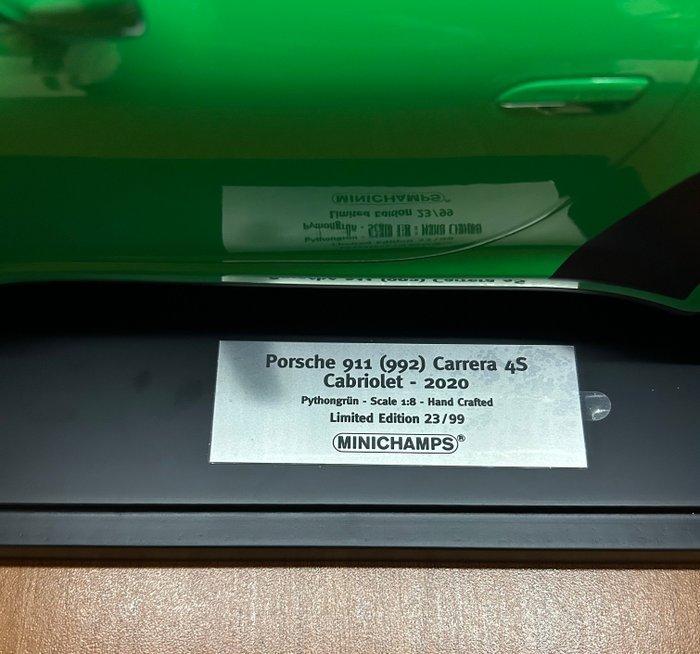 Porsche 911 (992) Carrera 4S
Cabriolet - 2020
Pythongrün - Scale 1:8 - Hand Crafted
Limited Edition 23/99
MINICHAMPS®